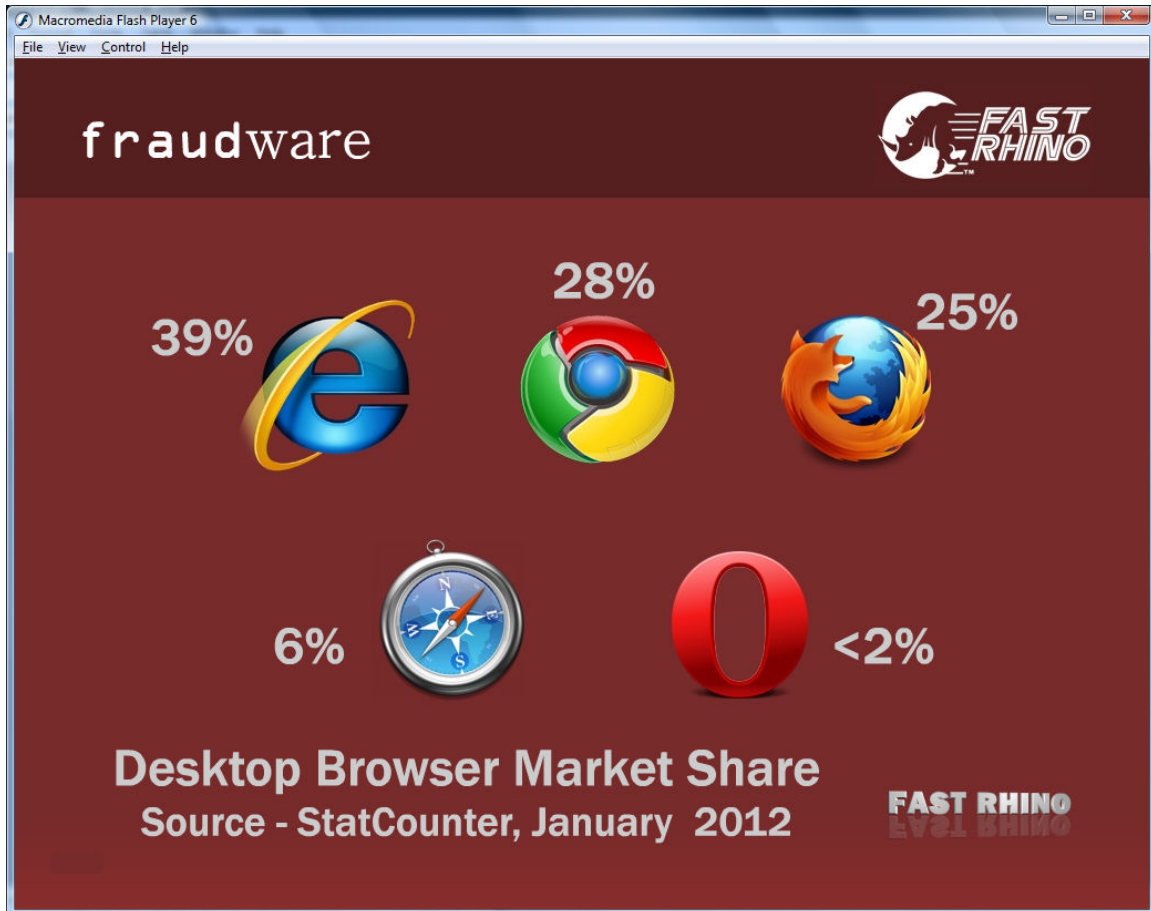 Macromedia Flash Player 6
File View Control Help
fraudware
FAST
RHINO
TM
39%
28%
25%
N
E
W
S
6%
<2%
Desktop Browser Market Share
Source - StatCounter, January 2012
FAST RHINO